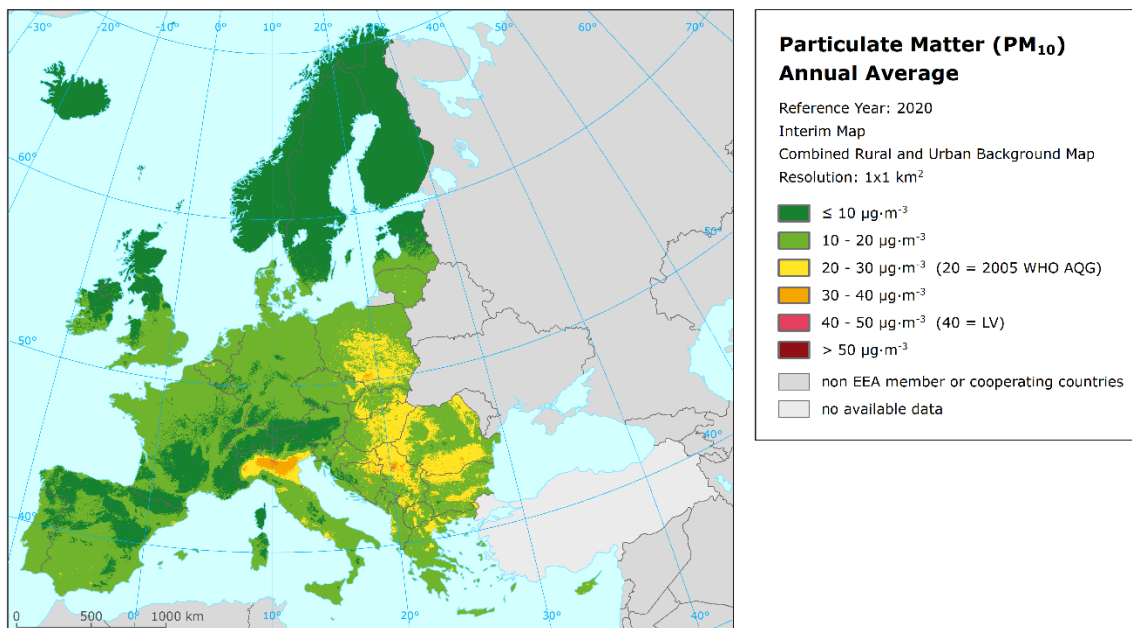 -30°
-20°
-10°
0°
10°
20°
30°
40°
50°
60°
70°
60°
50°
50°
40°
40°
0
500
1000 km
0°
10°
20°
30°
40°
Particulate Matter (PM₁₀)
Annual Average
Reference Year: 2020
Interim Map
Combined Rural and Urban Background Map
Resolution: 1x1 km²
≤ 10 µg·m⁻³
10 - 20 µg·m⁻³
20 - 30 µg·m⁻³ (20 = 2005 WHO AQG)
30 - 40 µg·m⁻³
40 - 50 µg·m⁻³ (40 = LV)
> 50 µg·m⁻³
non EEA member or cooperating countries
no available data